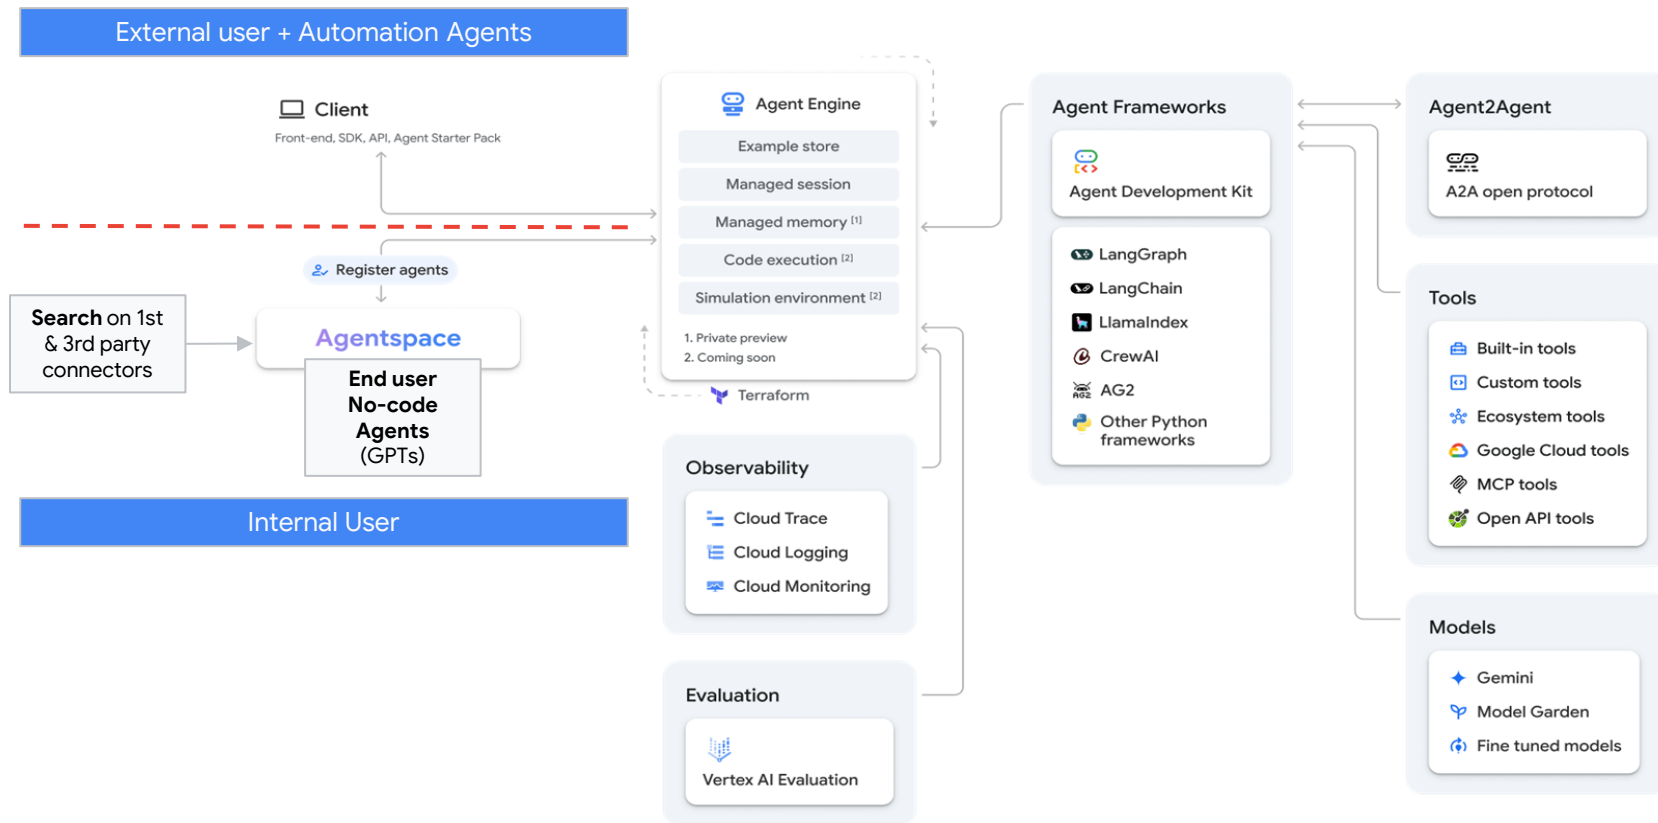 External user + Automation Agents
Client
Front-end, SDK, API, Agent Starter Pack
Register agents
Search on 1st
& 3rd party
connectors
Agentspace
End user
No-code
Agents
(GPTs)
Internal User
Agent Engine
Example store
Managed session
Managed memory [1]
Code execution [2]
Simulation environment [2]
1. Private preview
2. Coming soon
Terraform
Observability
Cloud Trace
Cloud Logging
Cloud Monitoring
Evaluation
Vertex AI Evaluation
Agent Frameworks
Agent Development Kit
LangGraph
LangChain
LlamaIndex
CrewAI
AG2
AG2
Other Python
frameworks
Agent2Agent
A2A open protocol
Tools
Built-in tools
Custom tools
Ecosystem tools
Google Cloud tools
MCP tools
Open API tools
Models
Gemini
Model Garden
Fine tuned models